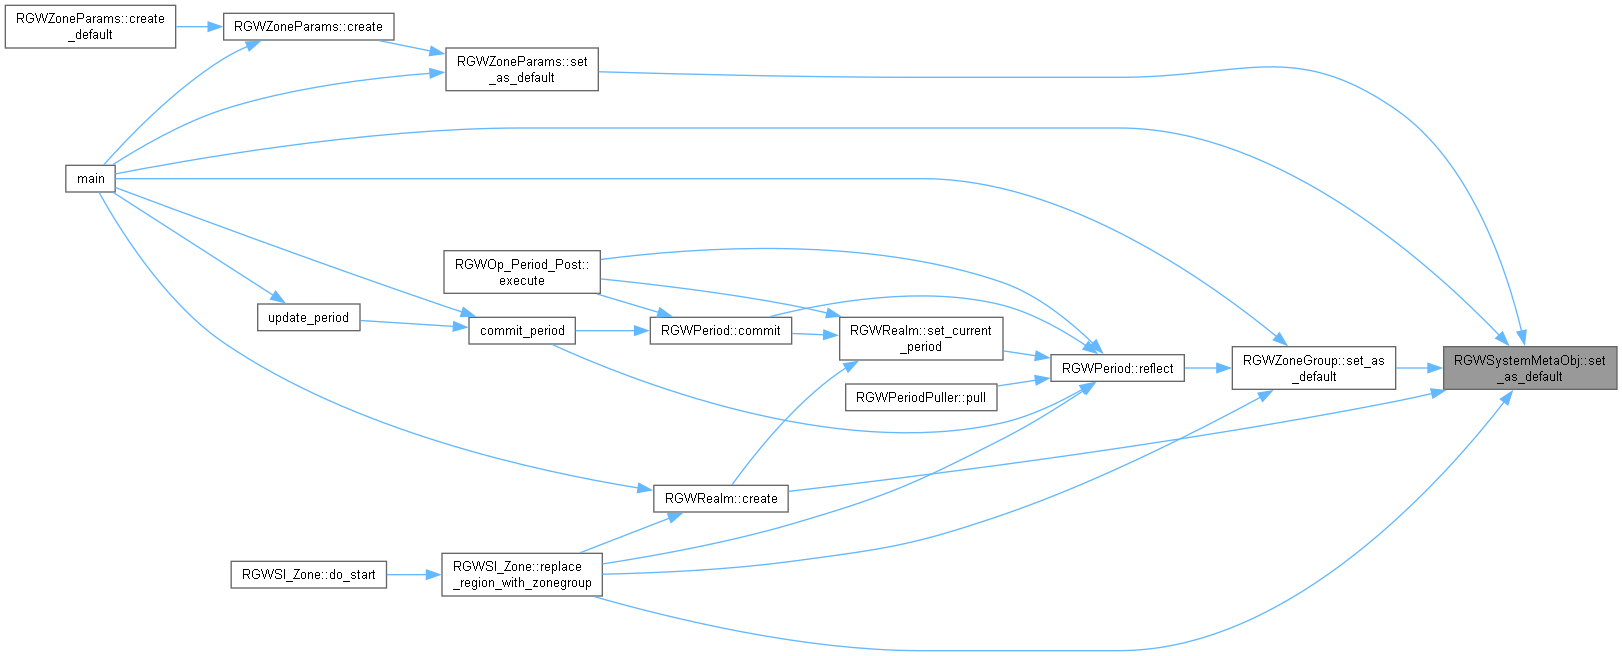 RGWZoneParams::create
_default
RGWZoneParams::create
RGWZoneParams::set
_as_default
main
RGWOp_Period_Post::
execute
update_period
commit_period
RGWPeriod::commit
RGWRealm::set_current
_period
RGWPeriod::reflect
RGWZoneGroup::set_as
_default
RGWSystemMetaObj::set
_as_default
RGWPeriodPuller::pull
RGWRealm::create
RGWSI_Zone::do_start
RGWSI_Zone::replace
_region_with_zonegroup